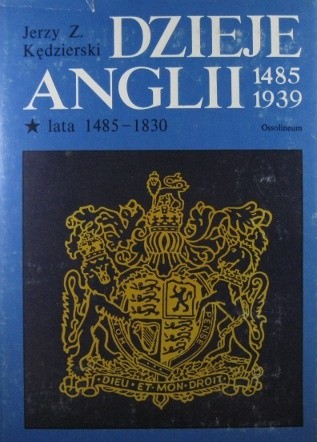 Jerzy Z. Kędzierski
DZIEJE ANGLII
1485
1939
★ lata 1485–1830
Ossolineum
DIEU · ET · MON · DROIT